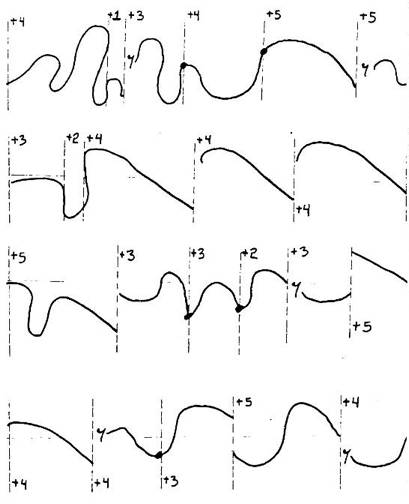 +4 +1 +3 +4 +5 +5
y y
+3 +2 +4 +4
+4
+5 +3 +3 +2 +3
y
+5
+5 +4
y y
+4 +4 +3